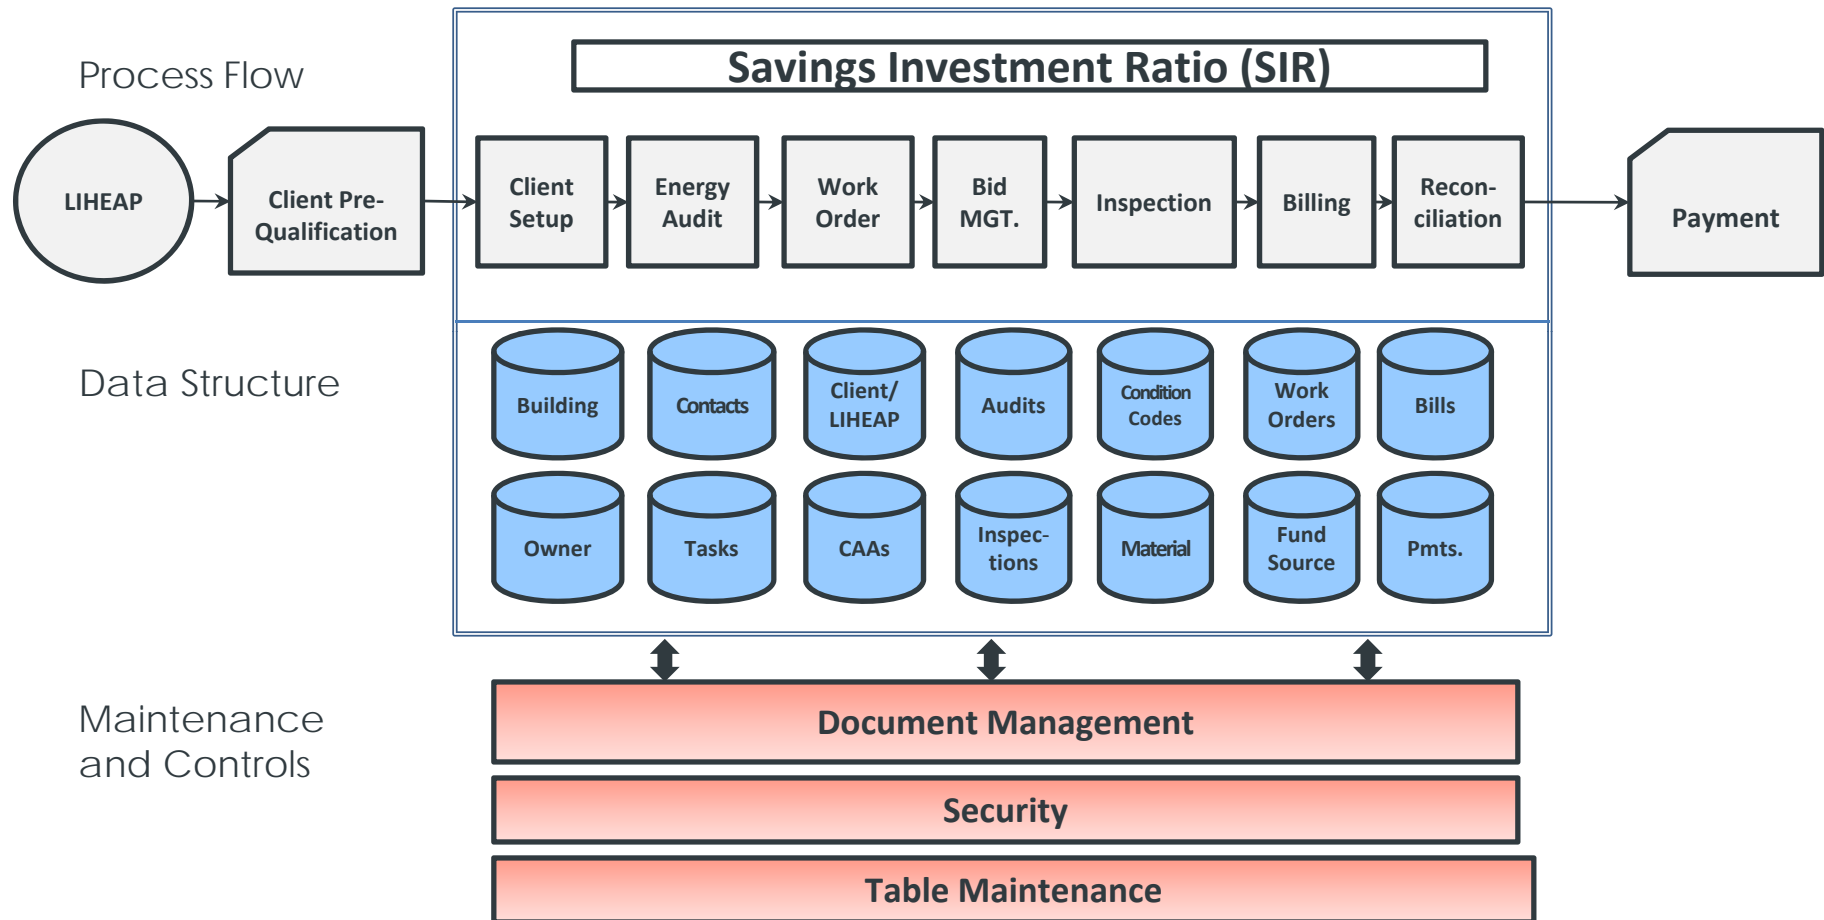 Process Flow
Savings Investment Ratio (SIR)
LIHEAP
Client Pre-
Qualification
Client
Setup
Energy
Audit
Work
Order
Bid
MGT.
Inspection
Billing
Recon-
ciliation
Payment
Data Structure
Building
Contacts
Client/
LIHEAP
Audits
Condition
Codes
Work
Orders
Bills
Owner
Tasks
CAAs
Inspec-
tions
Material
Fund
Source
Pmts.
Maintenance
and Controls
Document Management
Security
Table Maintenance